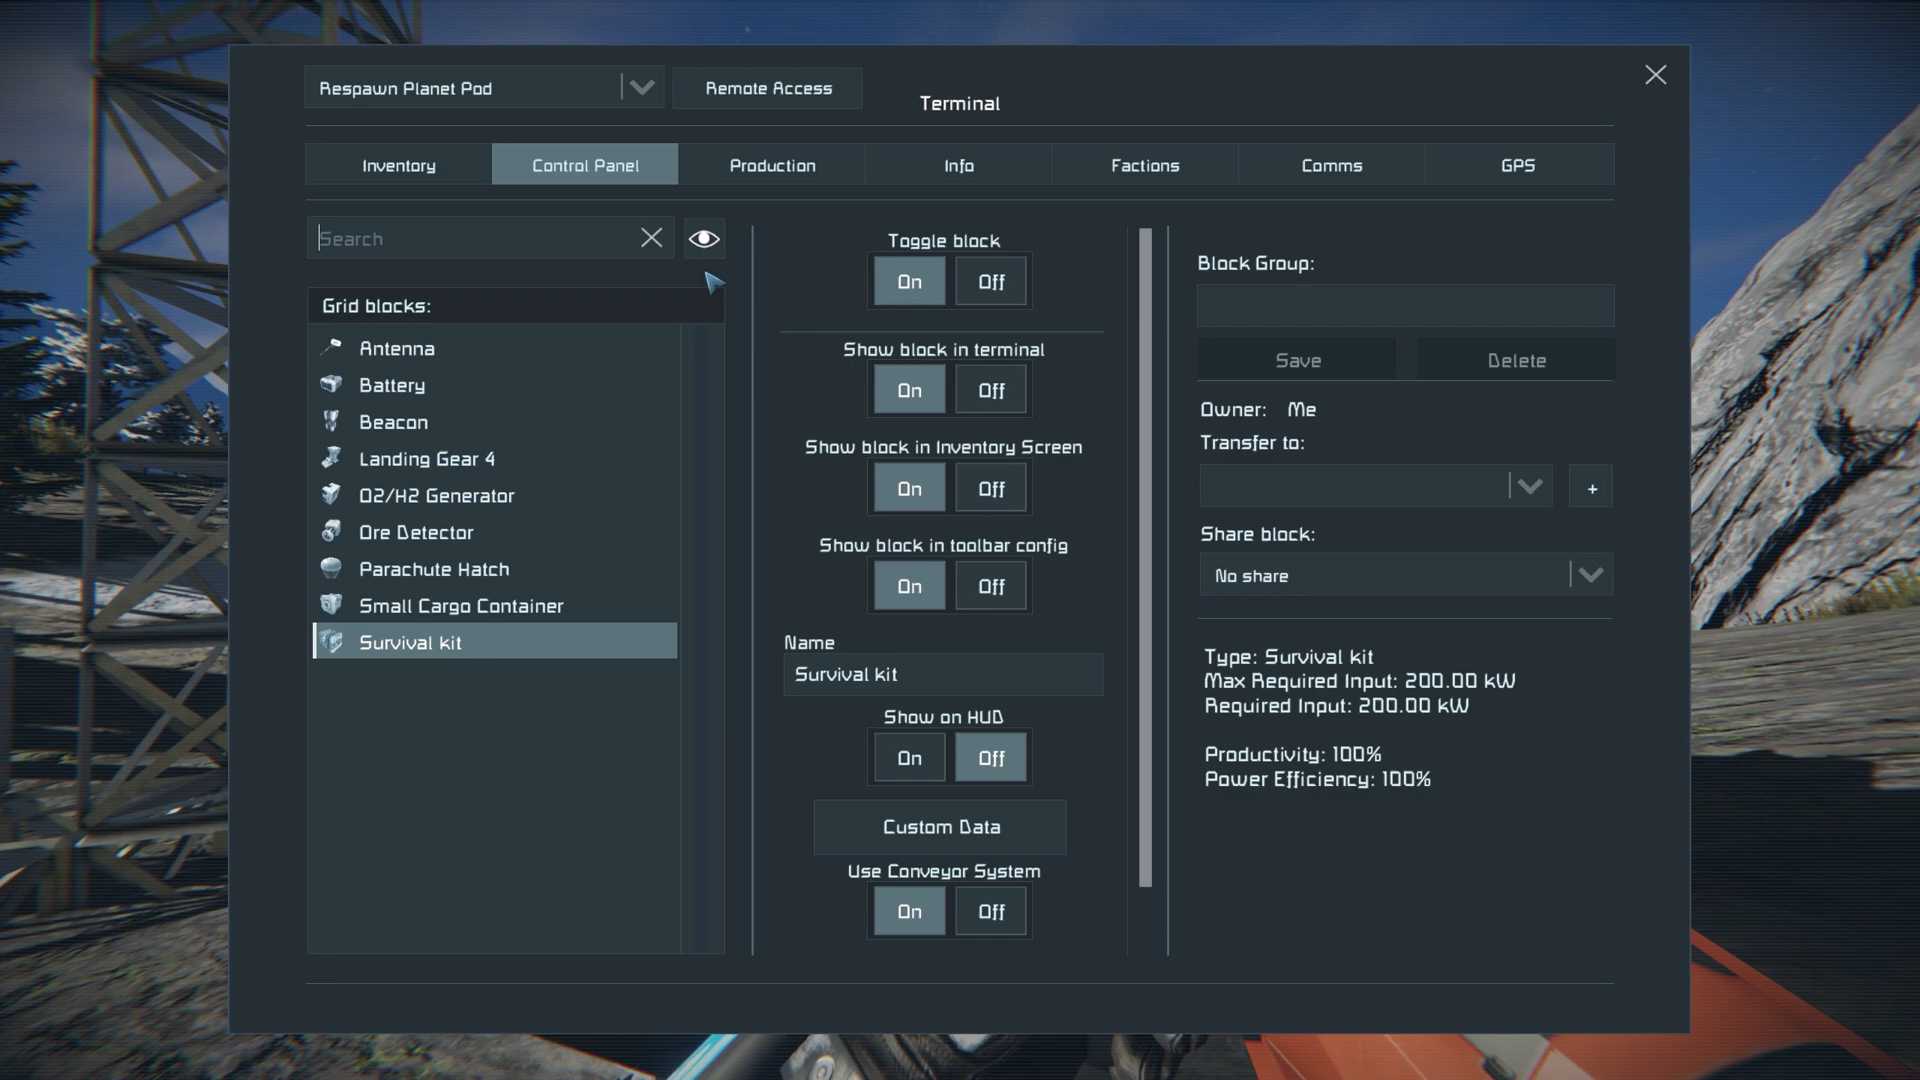 Respawn Planet Pod
Remote Access
Terminal
Inventory
Control Panel
Production
Info
Factions
Comms
GPS
Search
Grid blocks:
Antenna
Battery
Beacon
Landing Gear 4
O2/H2 Generator
Ore Detector
Parachute Hatch
Small Cargo Container
Survival kit
Toggle block
On Off
Show block in terminal
On Off
Show block in Inventory Screen
On Off
Show block in toolbar config
On Off
Name
Survival kit
Show on HUD
On Off
Custom Data
Use Conveyor System
On Off
Block Group:
Save Delete
Owner: Me
Transfer to:
+
Share block:
No share
Type: Survival kit
Max Required Input: 200.00 kW
Required Input: 200.00 kW
Productivity: 100%
Power Efficiency: 100%